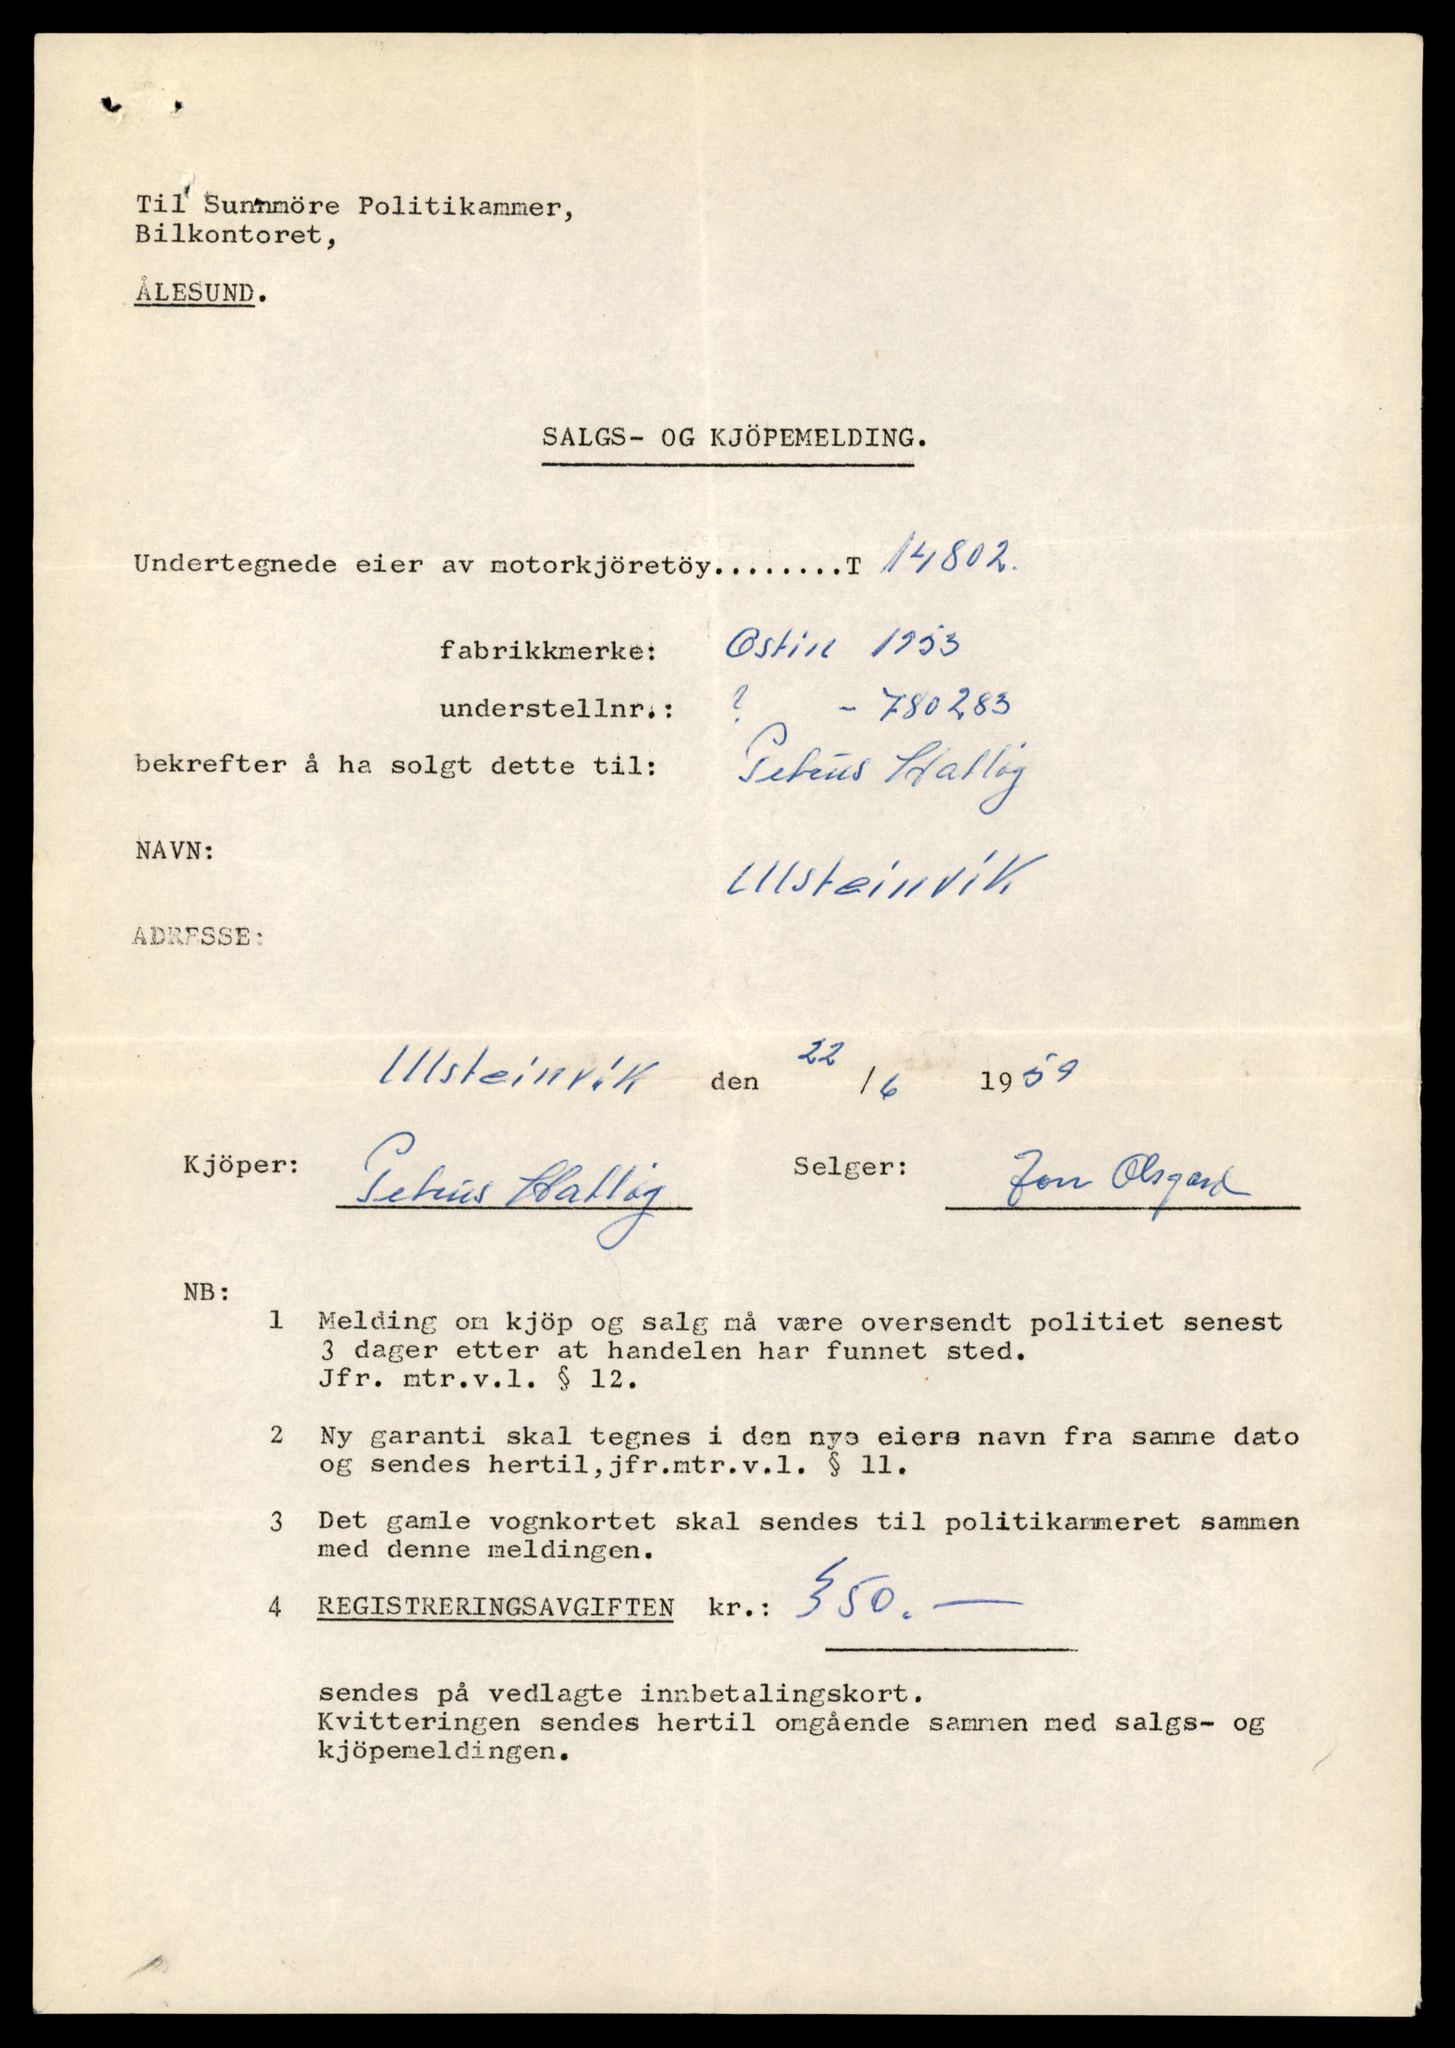 Til Sunnmöre Politikammer,
Bilkontoret,
ÅLESUND.
SALGS- OG KJÖPEMELDING.
Undertegnede eier av motorkjöretöy........T 14802.
fabrikkmerke: Ostin 1953
understellnr.: ? - 780283
bekrefter å ha solgt dette til: Petrus Hatløy
NAVN:
Ulsteinvik
ADRESSE:
Ulsteinvik den 22/6 1959
Kjöper: Petrus Hatløy Selger: Jon Olsgard
NB:
1 Melding om kjöp og salg må være oversendt politiet senest
3 dager etter at handelen har funnet sted.
Jfr. mtr.v.l. § 12.
2 Ny garanti skal tegnes i den nye eiers navn fra samme dato
og sendes hertil,jfr.mtr.v.l. § 11.
3 Det gamle vognkortet skal sendes til politikammeret sammen
med denne meldingen.
4 REGISTRERINGSAVGIFTEN kr.: 350.—
sendes på vedlagte innbetalingskort.
Kvitteringen sendes hertil omgående sammen med salgs- og
kjöpemeldingen.